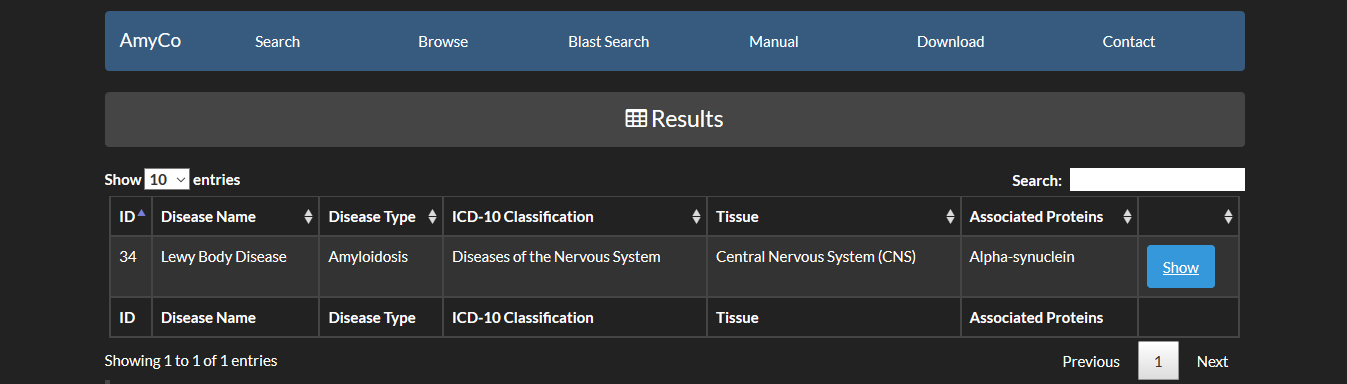 AmyCo Search Browse Blast Search Manual Download Contact
Results
Show 10 entries Search:
ID Disease Name Disease Type ICD-10 Classification Tissue Associated Proteins
34 Lewy Body Disease Amyloidosis Diseases of the Nervous System Central Nervous System (CNS) Alpha-synuclein Show
ID Disease Name Disease Type ICD-10 Classification Tissue Associated Proteins
Showing 1 to 1 of 1 entries Previous 1 Next